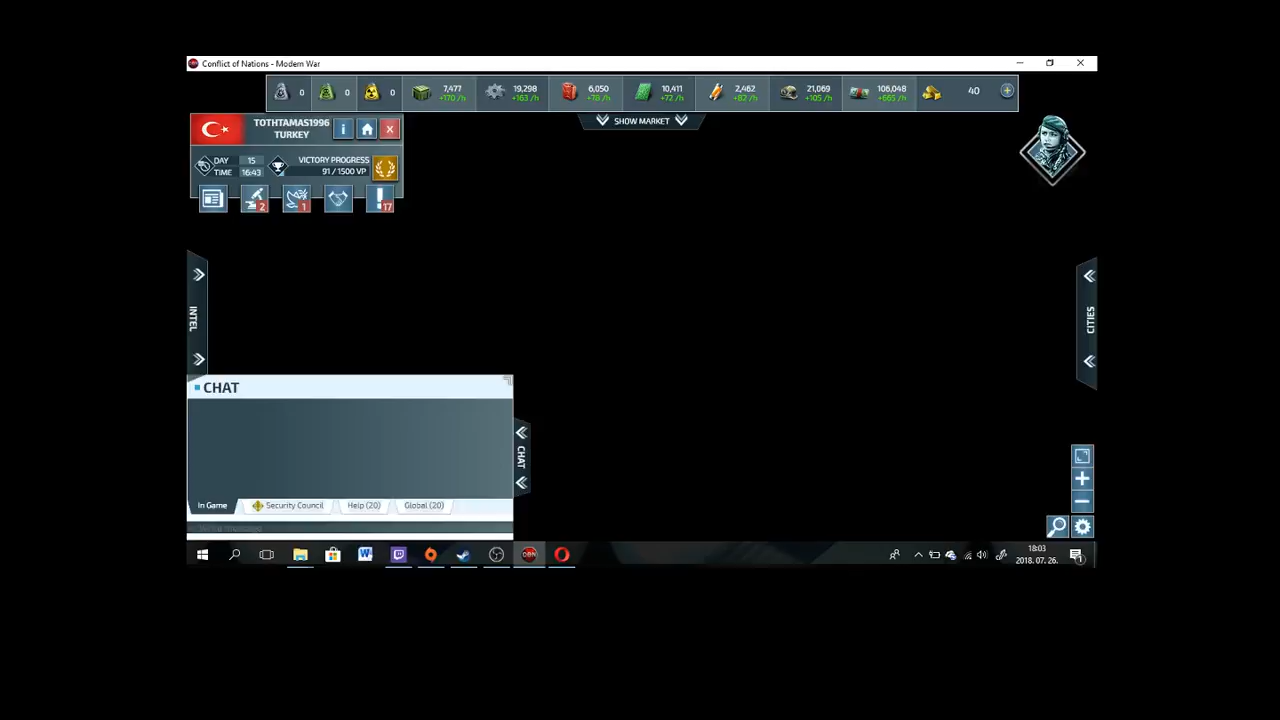 Conflict of Nations - Modern War
0 0 0 7,477 19,298 6,050 10,411 2,462 21,069 106,048 40
+170 /h +163 /h +78 /h +72 /h +82 /h +105 /h +665 /h
SHOW MARKET
TOTHTAMAS1996
TURKEY
DAY 15 VICTORY PROGRESS
TIME 16:43 91 / 1500 VP
2 1 17
INTEL
CITIES
CHAT
CHAT
In Game Security Council Help (20) Global (20)
18:03
2018. 07. 26.
1